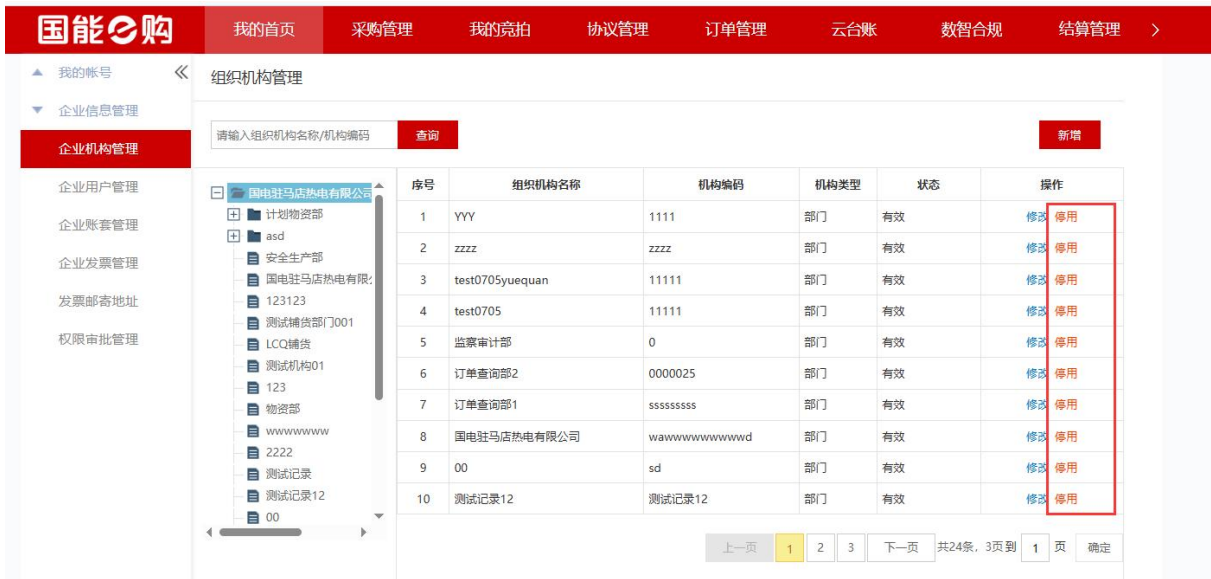 国能e购 我的首页 采购管理 我的竞拍 协议管理 订单管理 云台账 数智合规 结算管理
我的帐号
企业信息管理
企业机构管理
企业用户管理
企业账套管理
企业发票管理
发票邮寄地址
权限审批管理
组织机构管理
请输入组织机构名称/机构编码 查询 新增
国电驻马店热电有限公司
计划物资部
asd
安全生产部
国电驻马店热电有限
123123
测试铺货部门001
LCQ铺货
测试机构01
123
物资部
wwwwwwww
2222
测试记录
测试记录12
00
序号 组织机构名称 机构编码 机构类型 状态 操作
1 YYY 1111 部门 有效 修改 停用
2 zzzz zzzz 部门 有效 修改 停用
3 test0705yuequan 11111 部门 有效 修改 停用
4 test0705 11111 部门 有效 修改 停用
5 监察审计部 0 部门 有效 修改 停用
6 订单查询部2 0000025 部门 有效 修改 停用
7 订单查询部1 sssssssss 部门 有效 修改 停用
8 国电驻马店热电有限公司 wawwwwwwwwwd 部门 有效 修改 停用
9 00 sd 部门 有效 修改 停用
10 测试记录12 测试记录12 部门 有效 修改 停用
上一页 1 2 3 下一页 共24条，3页到 1 页 确定